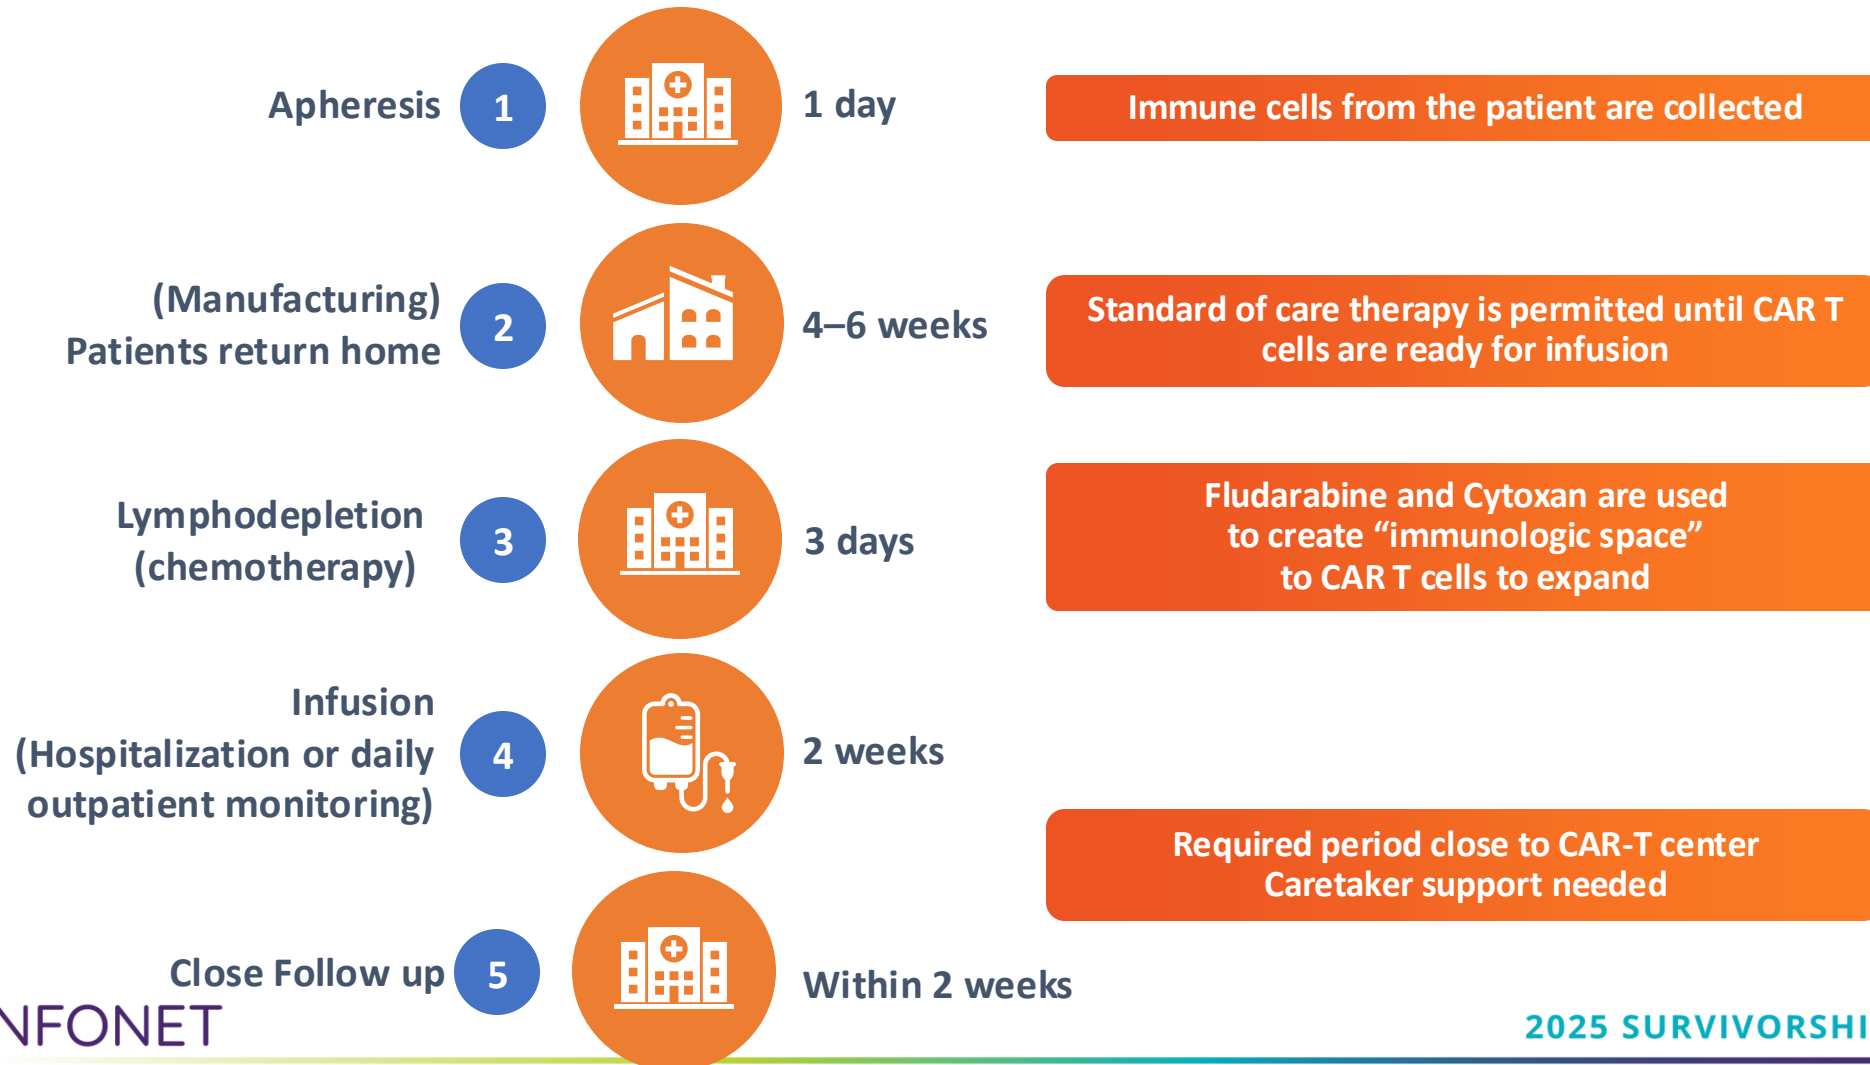 Apheresis
1
1 day
Immune cells from the patient are collected
(Manufacturing)
Patients return home
2
4–6 weeks
Standard of care therapy is permitted until CAR T
cells are ready for infusion
Lymphodepletion
(chemotherapy)
3
3 days
Fludarabine and Cytoxan are used
to create “immunologic space”
to CAR T cells to expand
Infusion
(Hospitalization or daily
outpatient monitoring)
4
2 weeks
Required period close to CAR-T center
Caretaker support needed
Close Follow up
5
Within 2 weeks
NFONET
2025 SURVIVORSHI